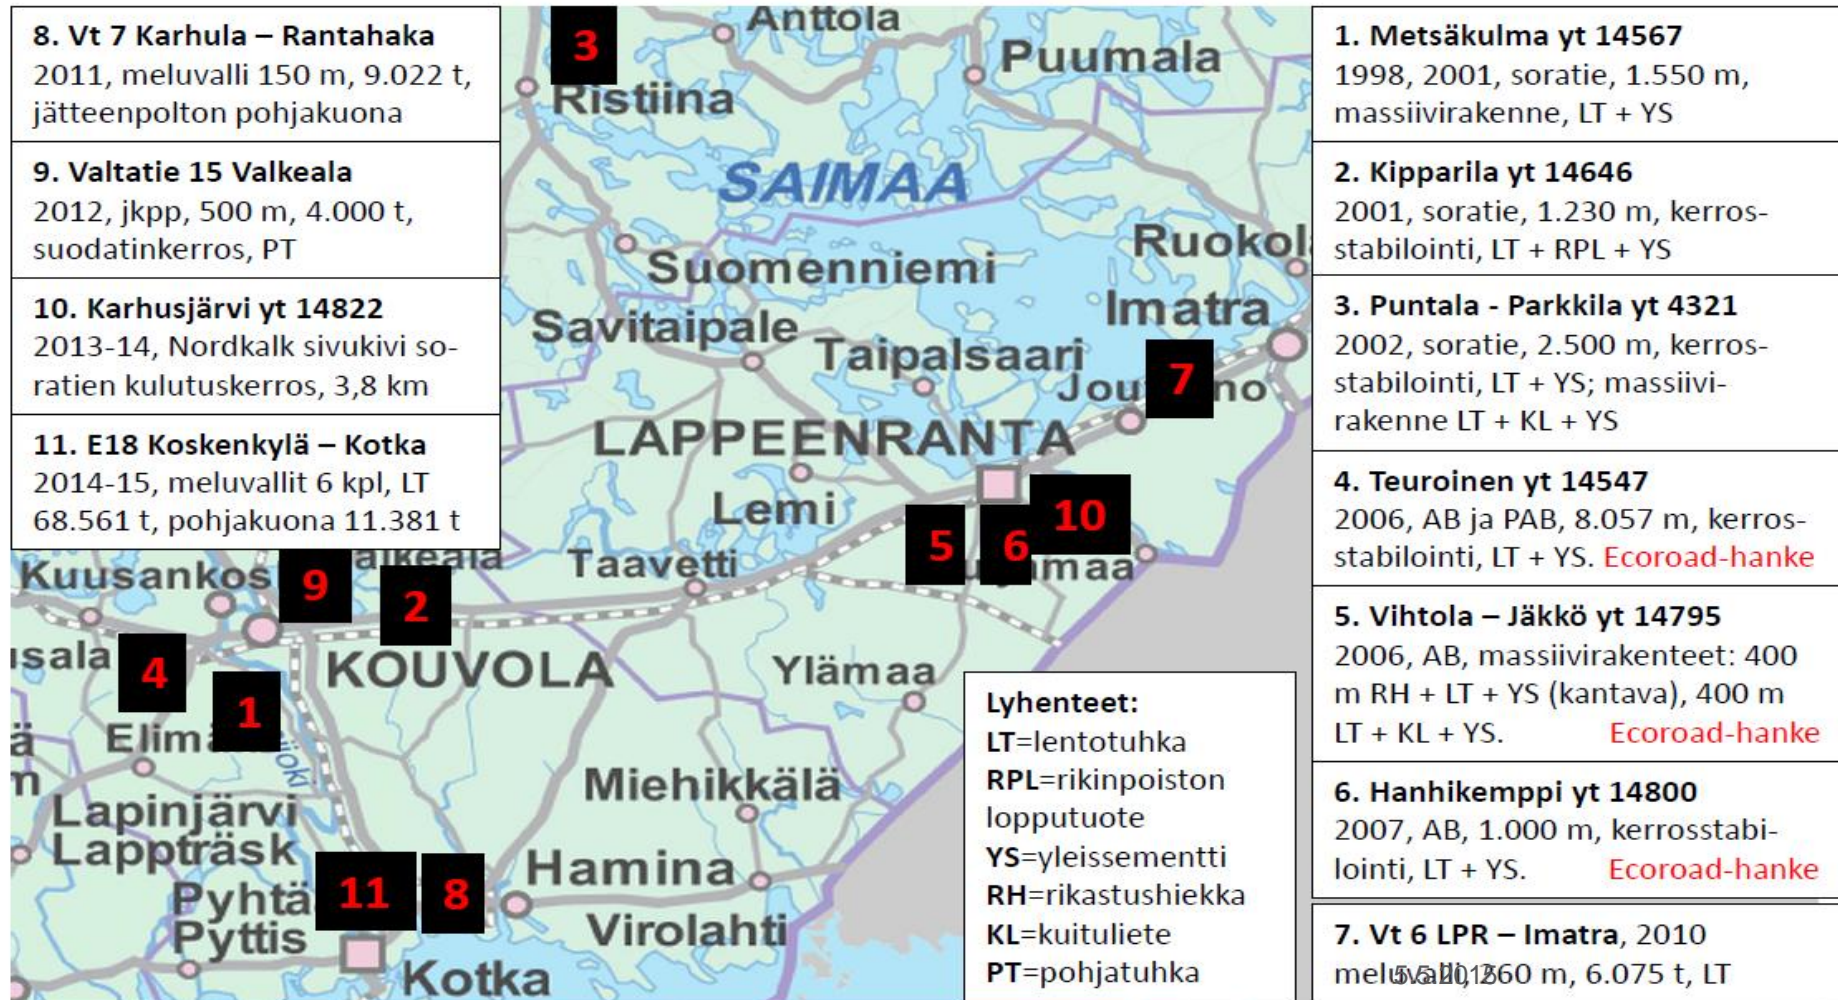 8. Vt 7 Karhula – Rantahaka
2011, meluvalli 150 m, 9.022 t,
jätteenpolton pohjakuona
9. Valtatie 15 Valkeala
2012, jkpp, 500 m, 4.000 t,
suodatinkerros, PT
10. Karhusjärvi yt 14822
2013-14, Nordkalk sivukivi so-
ratien kulutuskerros, 3,8 km
11. E18 Koskenkylä – Kotka
2014-15, meluvallit 6 kpl, LT
68.561 t, pohjakuona 11.381 t
3
Anttola
Puumala
Ristiina
SAIMAA
Ruokol
Suomenniemi
Imatra
Savitaipale
Taipalsaari
7
LAPPEENRANTA
Lemi
5
6
10
Taavetti
Kuusankos
9
2
4
KOUVOLA
Ylämaa
1
Miehikkälä
Lapinjärvi
Lappträsk
Hamina
11
8
Pyhtä
Pyttis
Virolahti
Kotka
Lyhenteet:
LT=lentotuhka
RPL=rikinpoiston
lopputuote
YS=yleissementti
RH=rikastushiekka
KL=kuituliete
PT=pohjatuhka
1. Metsäkulma yt 14567
1998, 2001, soratie, 1.550 m,
massiivirakenne, LT + YS
2. Kipparila yt 14646
2001, soratie, 1.230 m, kerros-
stabilointi, LT + RPL + YS
3. Puntala - Parkkila yt 4321
2002, soratie, 2.500 m, kerros-
stabilointi, LT + YS; massiivi-
rakenne LT + KL + YS
4. Teuroinen yt 14547
2006, AB ja PAB, 8.057 m, kerros-
stabilointi, LT + YS. Ecoroad-hanke
5. Vihtola – Jäkkö yt 14795
2006, AB, massiivirakenteet: 400
m RH + LT + YS (kantava), 400 m
LT + KL + YS. Ecoroad-hanke
6. Hanhikemppi yt 14800
2007, AB, 1.000 m, kerrosstabi-
lointi, LT + YS. Ecoroad-hanke
7. Vt 6 LPR – Imatra, 2010
meluvalli, 260 m, 6.075 t, LT